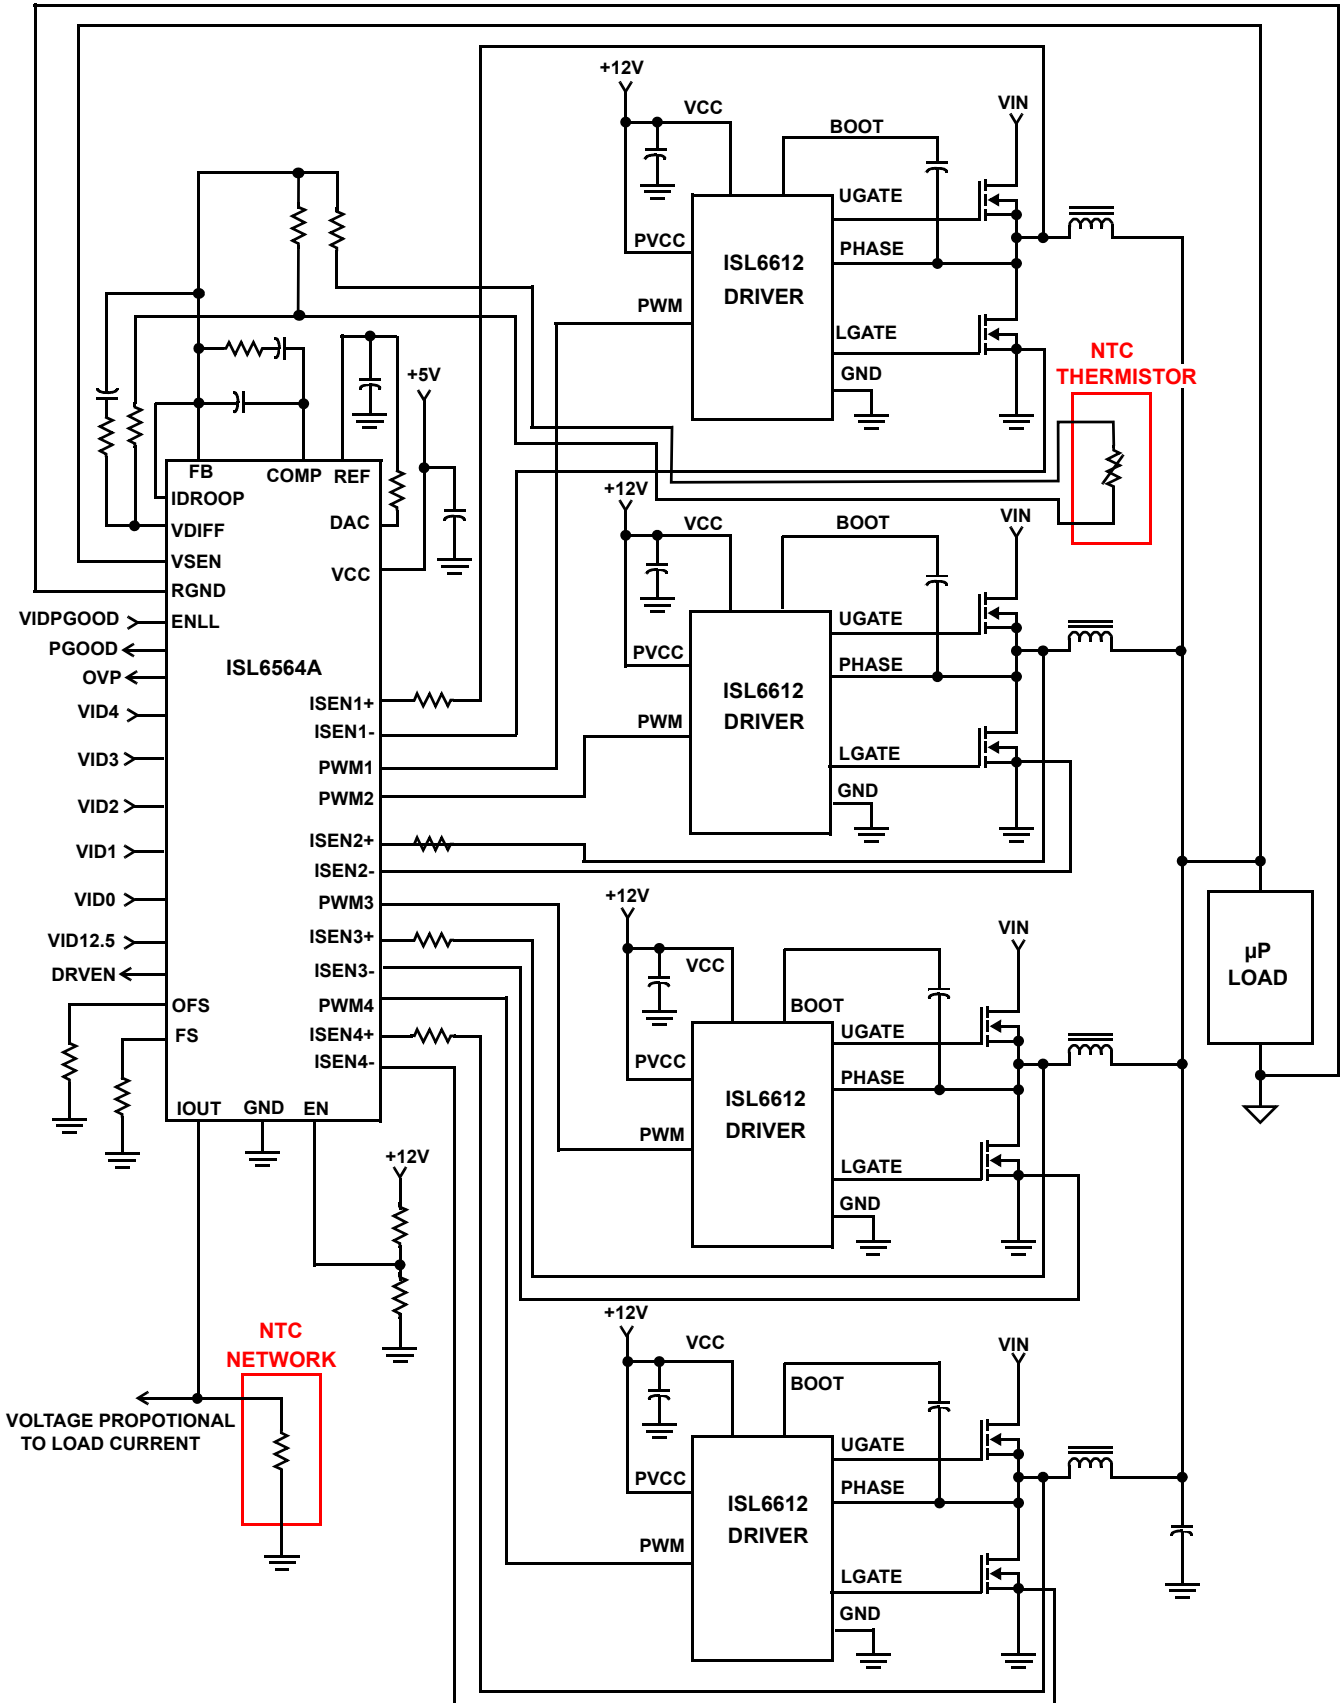 +12V
VCC
BOOT
VIN
UGATE
PVCC
PHASE
ISL6612
DRIVER
PWM
LGATE
GND
NTC
THERMISTOR
+5V
FB
COMP
REF
IDROOP
DAC
VDIFF
VSEN
VCC
RGND
VIDPGOOD
ENLL
PGOOD
OVP
ISL6564A
VID4
VID3
VID2
VID1
VID0
VID12.5
DRVEN
OFS
FS
ISEN1+
ISEN1-
PWM1
PWM2
ISEN2+
ISEN2-
PWM3
ISEN3+
ISEN3-
PWM4
ISEN4+
ISEN4-
IOUT
GND
EN
+12V
VCC
BOOT
VIN
UGATE
PVCC
PHASE
ISL6612
DRIVER
PWM
LGATE
GND
+12V
VCC
BOOT
VIN
UGATE
PVCC
PHASE
ISL6612
DRIVER
PWM
LGATE
GND
µP
LOAD
+12V
NTC
NETWORK
VOLTAGE PROPOTIONAL
TO LOAD CURRENT
+12V
VCC
BOOT
VIN
UGATE
PVCC
PHASE
ISL6612
DRIVER
PWM
LGATE
GND